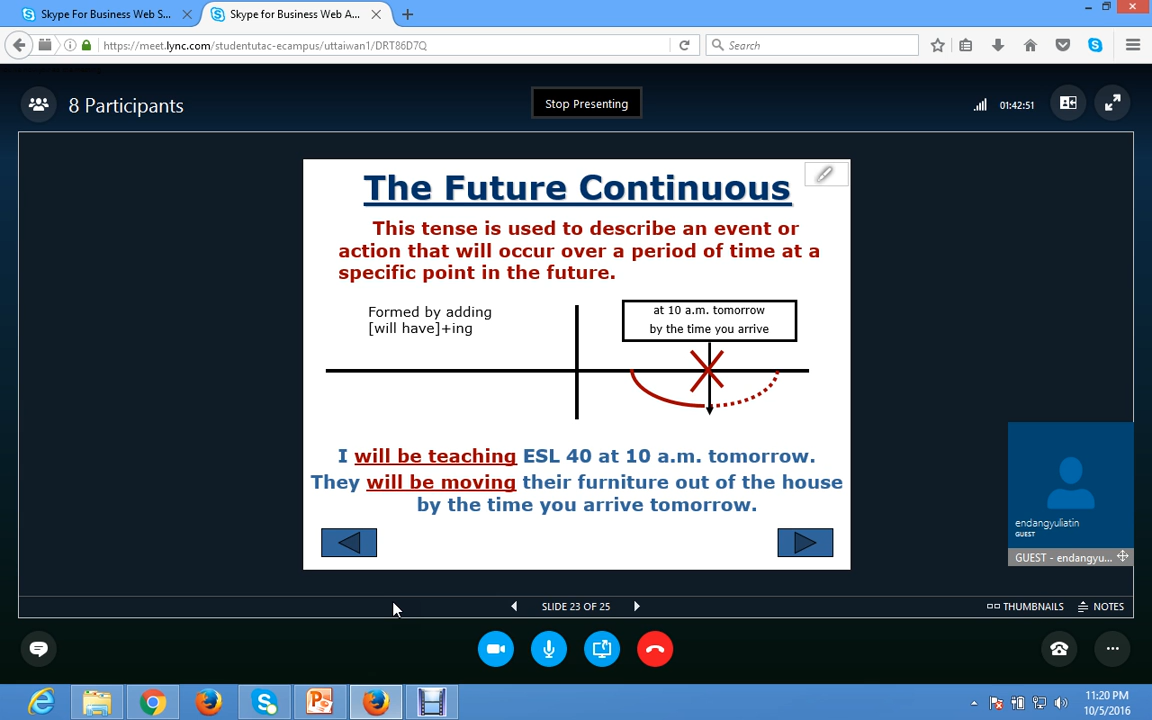 Skype For Business Web S...
Skype for Business Web A...
https://meet.lync.com/studentutac-ecampus/uttaiwan1/DRT86D7Q
Search
8 Participants
Stop Presenting
01:42:51
The Future Continuous
This tense is used to describe an event or
action that will occur over a period of time at a
specific point in the future.
Formed by adding
[will have]+ing
at 10 a.m. tomorrow
by the time you arrive
I will be teaching ESL 40 at 10 a.m. tomorrow.
They will be moving their furniture out of the house
by the time you arrive tomorrow.
endangyuliatin
GUEST
GUEST - endangyu...
SLIDE 23 OF 25
THUMBNAILS
NOTES
11:20 PM
10/5/2016